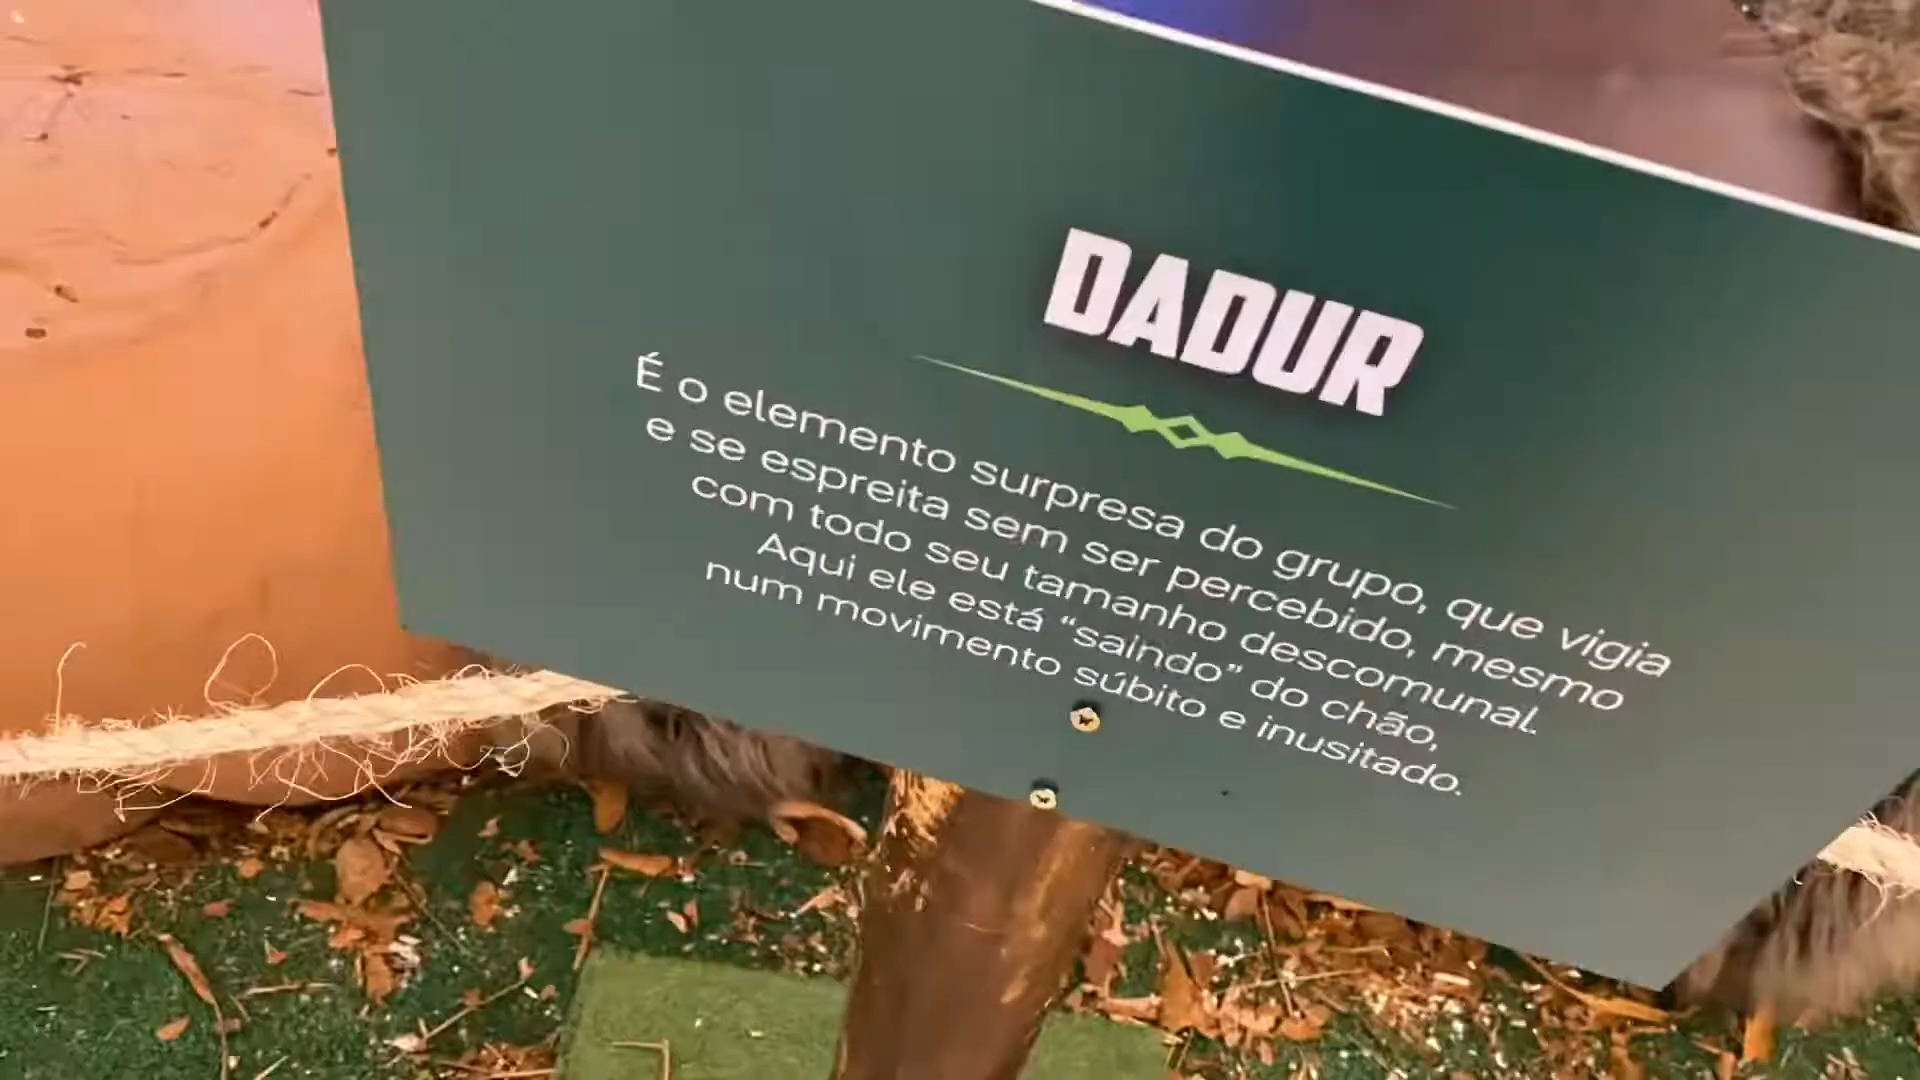 DADUR
É o elemento surpresa do grupo, que vigia
e se espreita sem ser percebido, mesmo
com todo seu tamanho descomunal.
Aqui ele está “saindo” do chão,
num movimento súbito e inusitado.